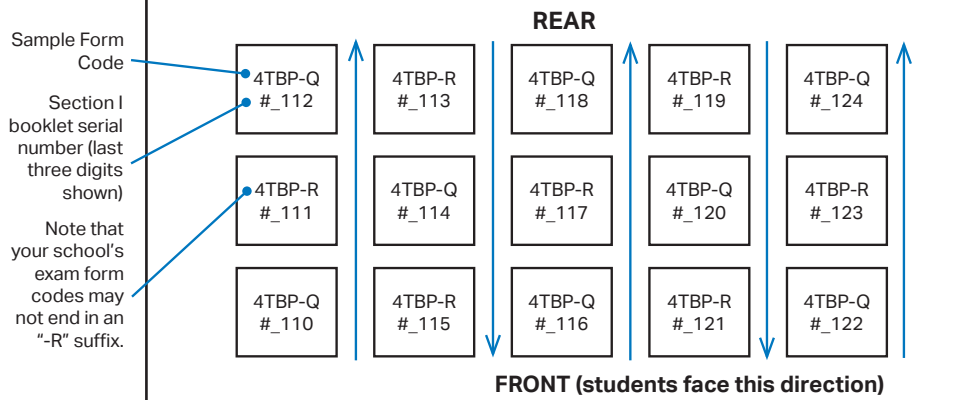 REAR
Sample Form
Code
Section I
booklet serial
number (last
three digits
shown)
Note that
your school's
exam form
codes may
not end in an
“-R” suffix.
4TBP-Q
#_112
4TBP-R
#_113
4TBP-Q
#_118
4TBP-R
#_119
4TBP-Q
#_124
4TBP-R
#_111
4TBP-Q
#_114
4TBP-R
#_117
4TBP-Q
#_120
4TBP-R
#_123
4TBP-Q
#_110
4TBP-R
#_115
4TBP-Q
#_116
4TBP-R
#_121
4TBP-Q
#_122
FRONT (students face this direction)